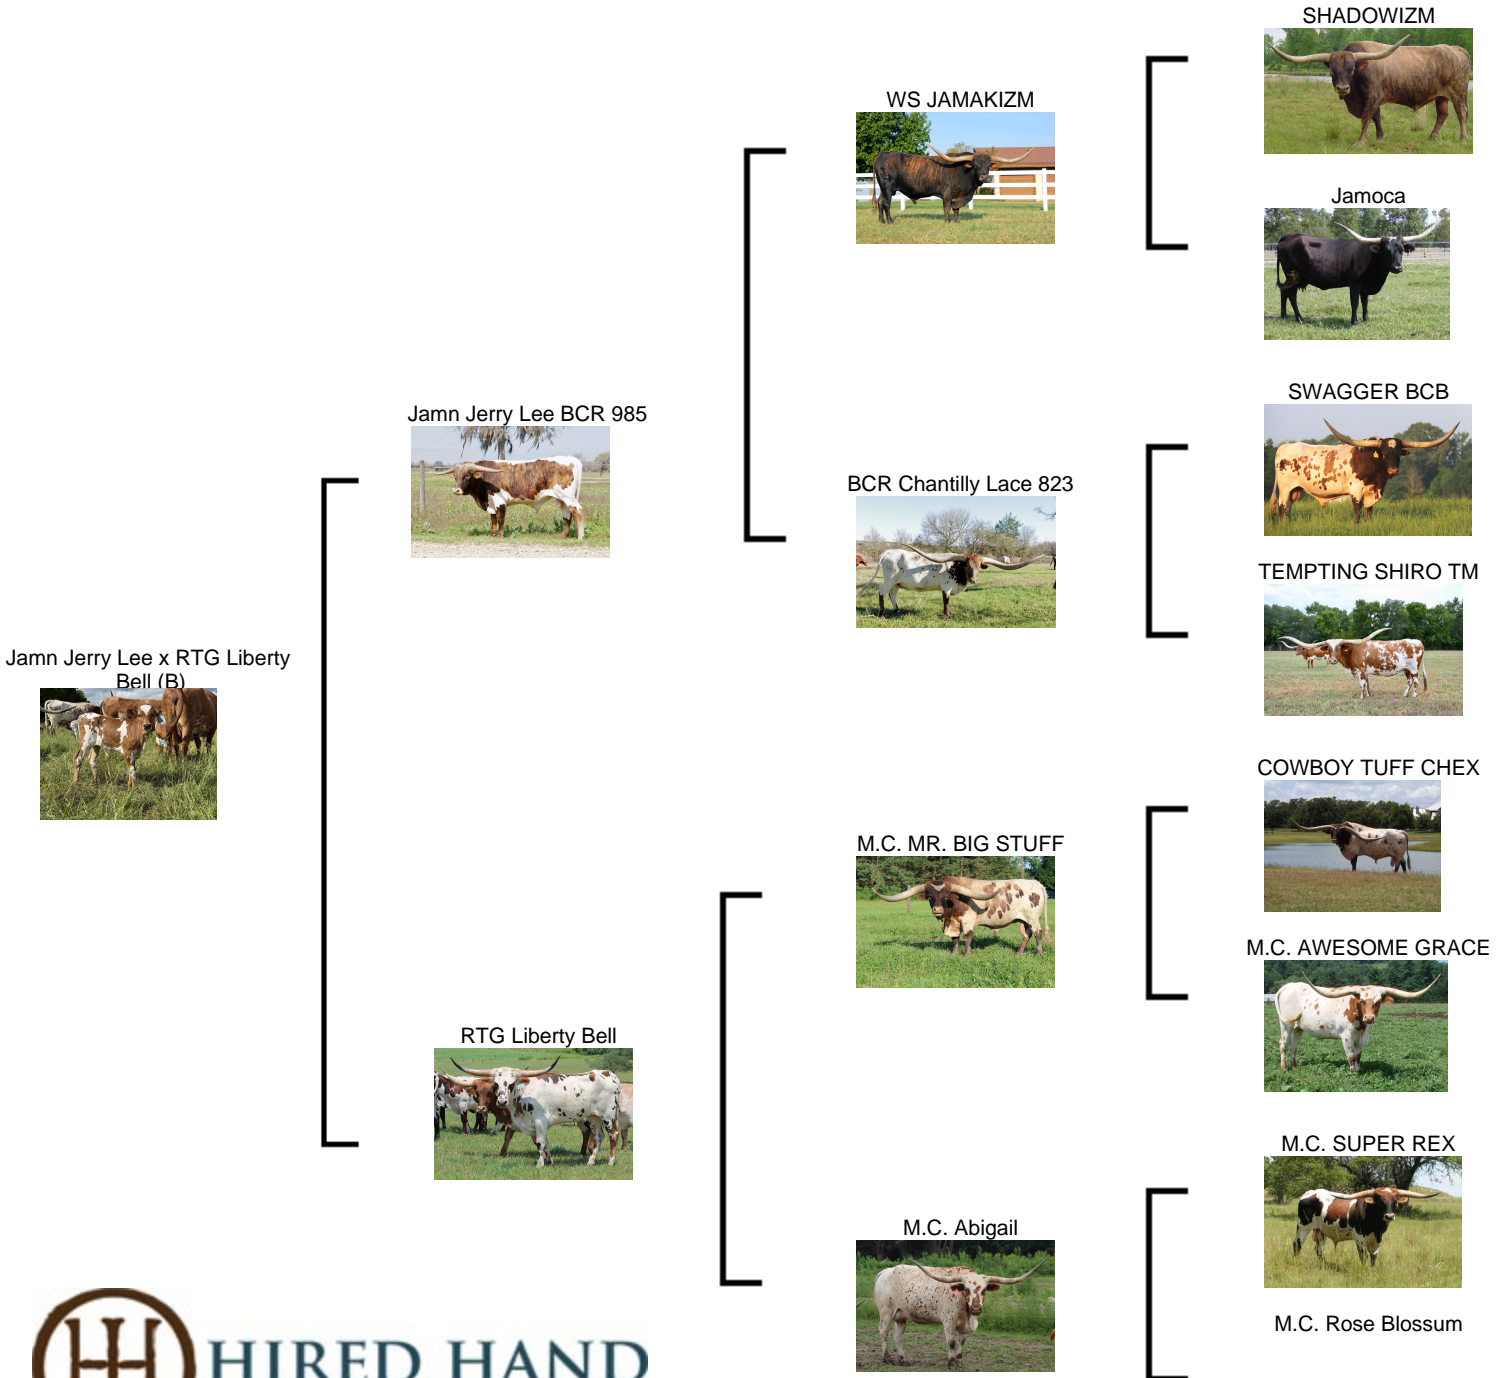 SHADOWIZM
WS JAMAKIZM
Jamoca
SWAGGER BCB
Jamn Jerry Lee BCR 985
BCR Chantilly Lace 823
TEMPTING SHIRO TM
Jamn Jerry Lee x RTG Liberty
Bell (B)
COWBOY TUFF CHEX
M.C. MR. BIG STUFF
M.C. AWESOME GRACE
RTG Liberty Bell
M.C. SUPER REX
M.C. Abigail
M.C. Rose Blossum
HIRED HAND